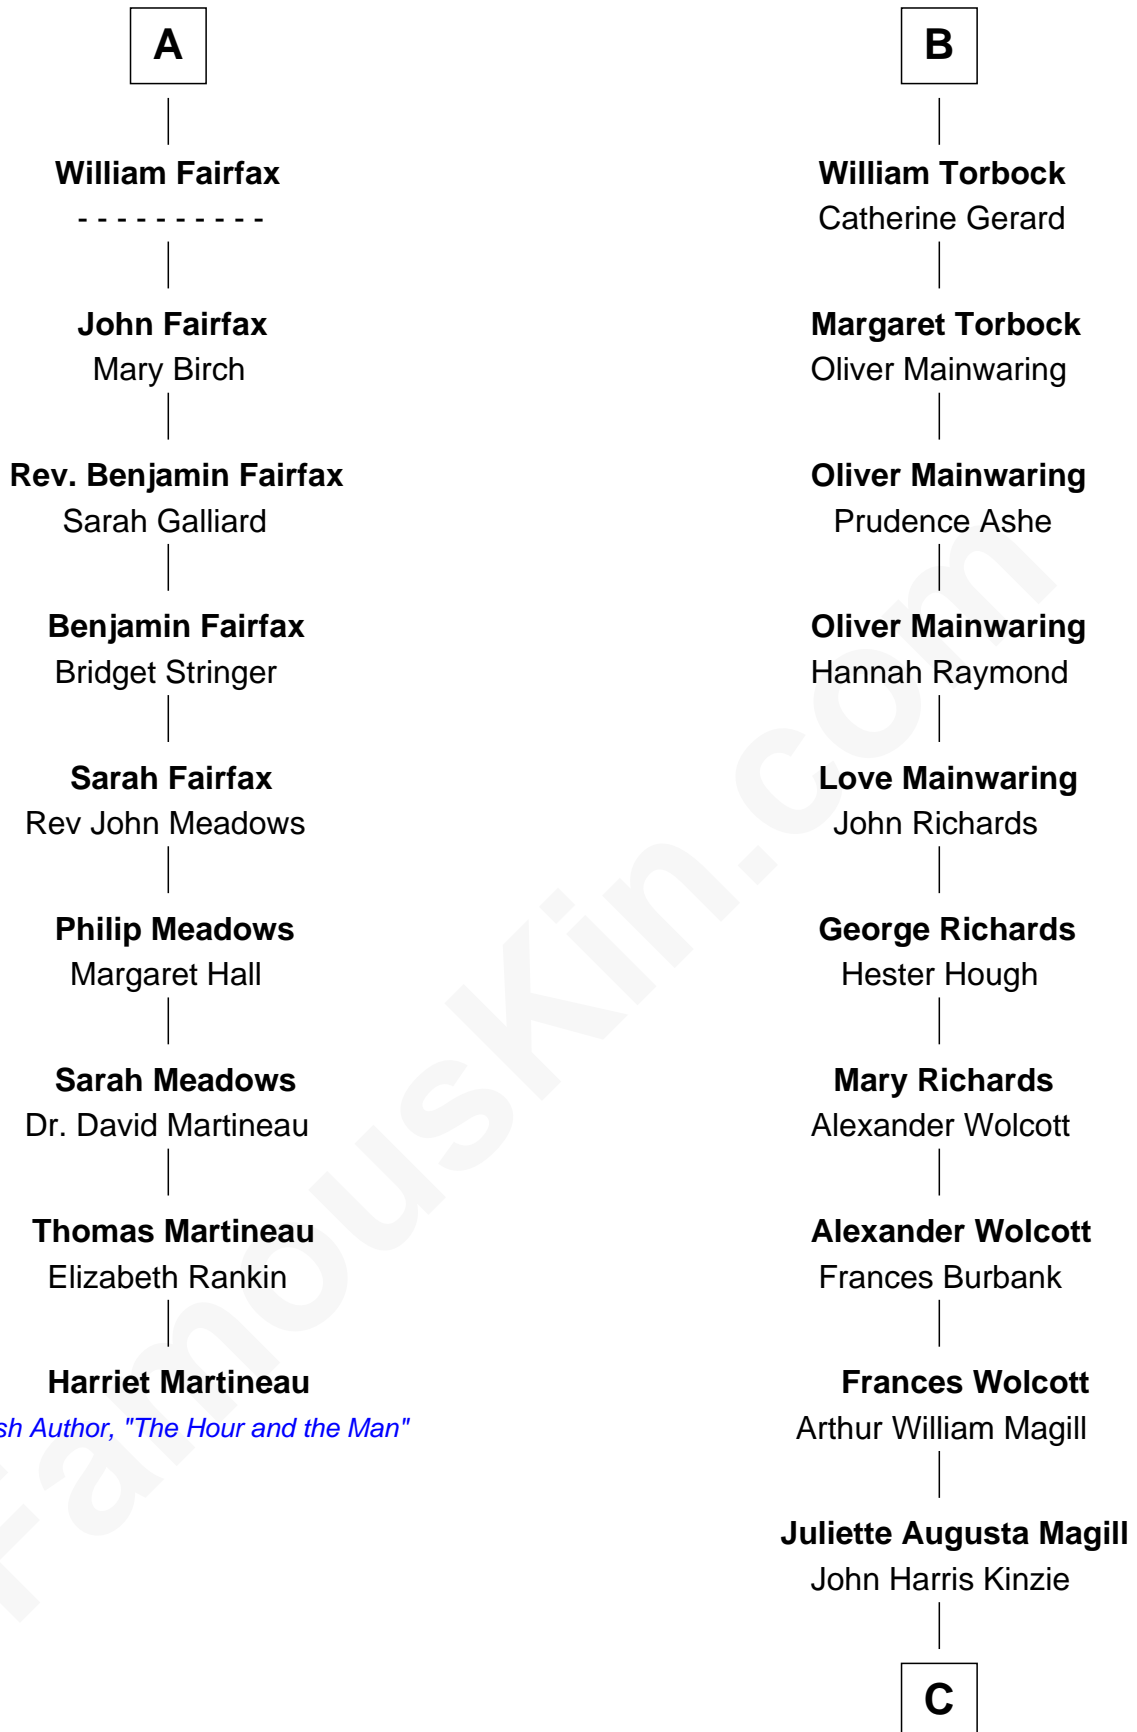 A
William Fairfax
- - - - - - - - - -
John Fairfax
Mary Birch
Rev. Benjamin Fairfax
Sarah Galliard
Benjamin Fairfax
Bridget Stringer
Sarah Fairfax
Rev John Meadows
Philip Meadows
Margaret Hall
Sarah Meadows
Dr. David Martineau
Thomas Martineau
Elizabeth Rankin
Harriet Martineau
sh Author, "The Hour and the Man"
B
William Torbock
Catherine Gerard
Margaret Torbock
Oliver Mainwaring
Oliver Mainwaring
Prudence Ashe
Oliver Mainwaring
Hannah Raymond
Love Mainwaring
John Richards
George Richards
Hester Hough
Mary Richards
Alexander Wolcott
Alexander Wolcott
Frances Burbank
Frances Wolcott
Arthur William Magill
Juliette Augusta Magill
John Harris Kinzie
C
FamousKin.com